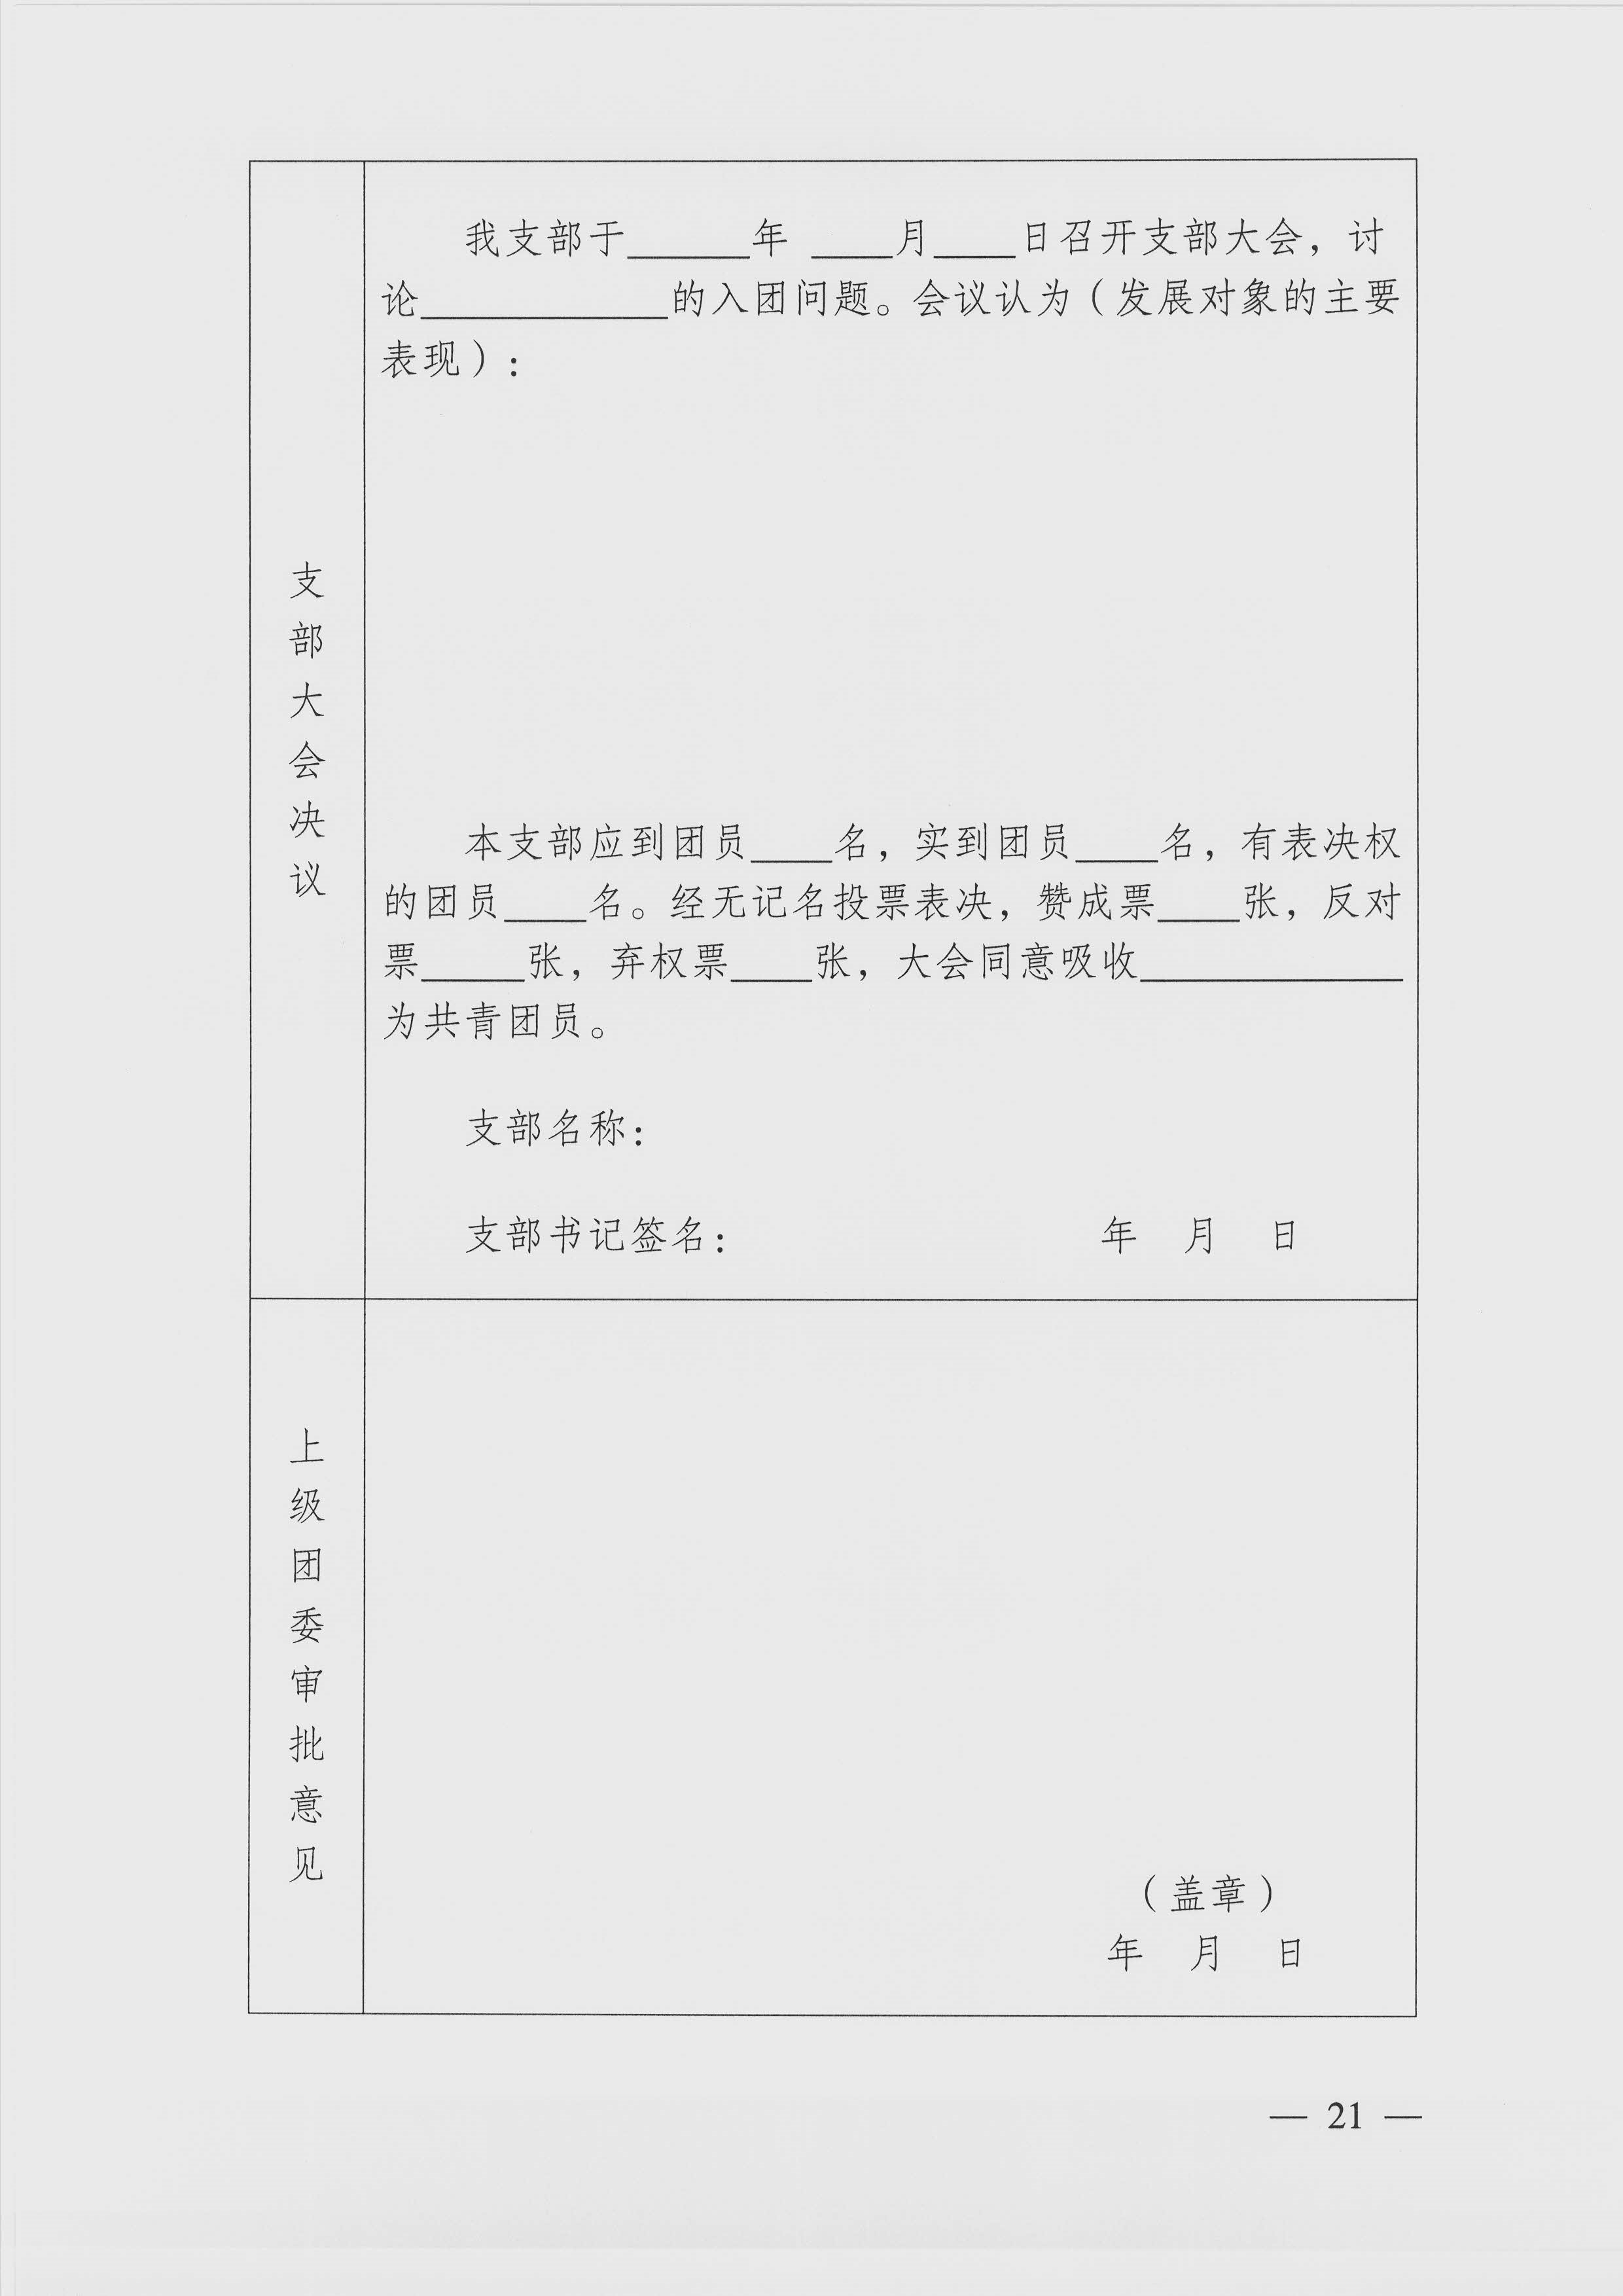 支部大会决议
我支部于______年 ____月____日召开支部大会，讨
论____________的入团问题。会议认为（发展对象的主要
表现）：
本支部应到团员____名，实到团员____名，有表决权
的团员____名。经无记名投票表决，赞成票____张，反对
票_____张，弃权票____张，大会同意吸收_____________
为共青团员。
支部名称：
支部书记签名： 年 月 日
上级团委审批意见
（盖章）
年 月 日
— 21 —